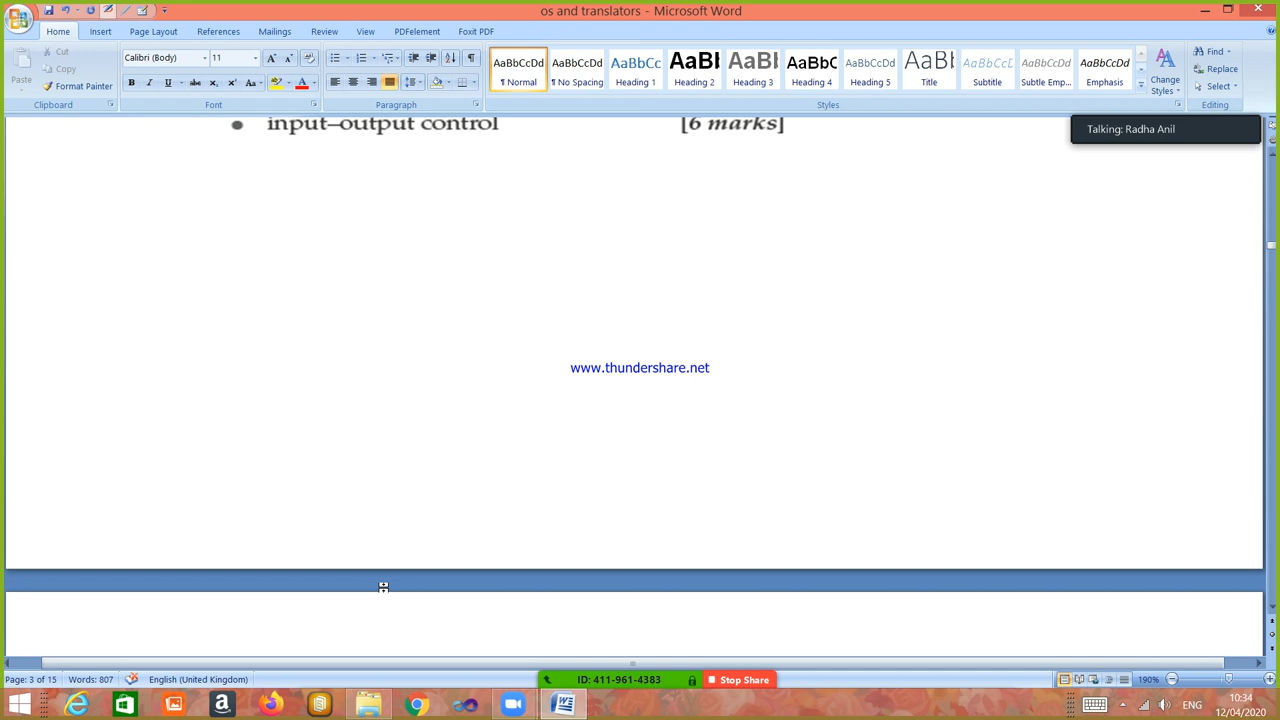 os and translators - Microsoft Word
Home Insert Page Layout References Mailings Review View PDFelement Foxit PDF
Cut
Copy
Format Painter
Paste
Clipboard
Calibri (Body) 11
Font
Paragraph
AaBbCcDd AaBbCcDd AaBbCc AaBb AaBb AaBbC AaBbCcDd AaBb AaBbCcD AaBbCcDd AaBbCcDd
¶ Normal ¶ No Spacing Heading 1 Heading 2 Heading 3 Heading 4 Heading 5 Title Subtitle Subtle Emp... Emphasis
Change Styles
Styles
Find
Replace
Select
Editing
• input–output control [6 marks]
Talking: Radha Anil
www.thundershare.net
Page: 3 of 15 Words: 807 English (United Kingdom)
ID: 411-961-4383 Stop Share
190%
ENG
10:34
12/04/2020